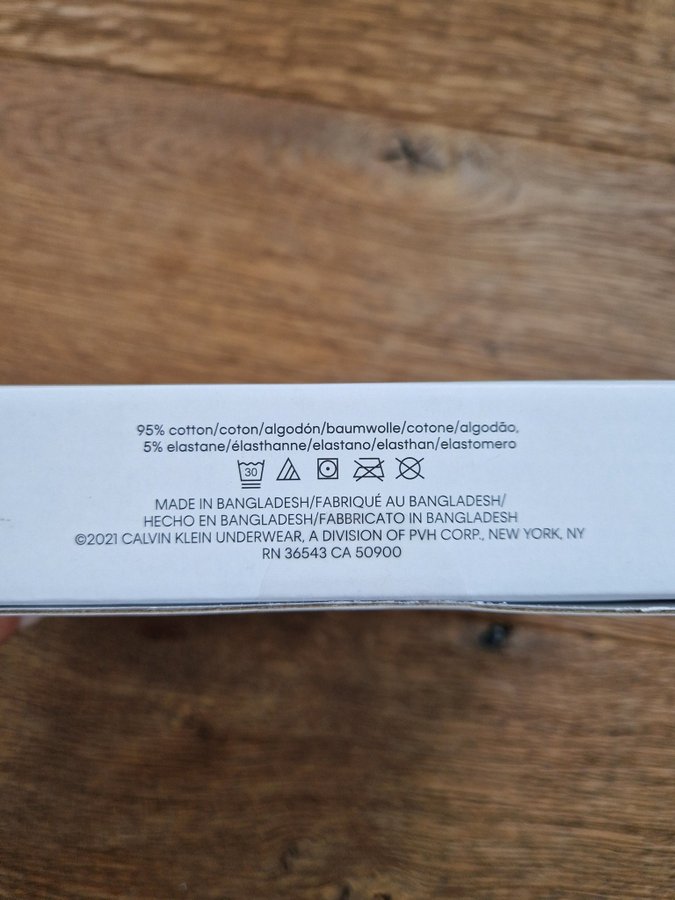 95% cotton/coton/algodón/baumwolle/cotone/algodão,
5% elastane/élasthanne/elastano/elasthan/elastomero
30
MADE IN BANGLADESH/FABRIQUÉ AU BANGLADESH/
HECHO EN BANGLADESH/FABBRICATO IN BANGLADESH
©2021 CALVIN KLEIN UNDERWEAR, A DIVISION OF PVH CORP., NEW YORK, NY
RN 36543 CA 50900